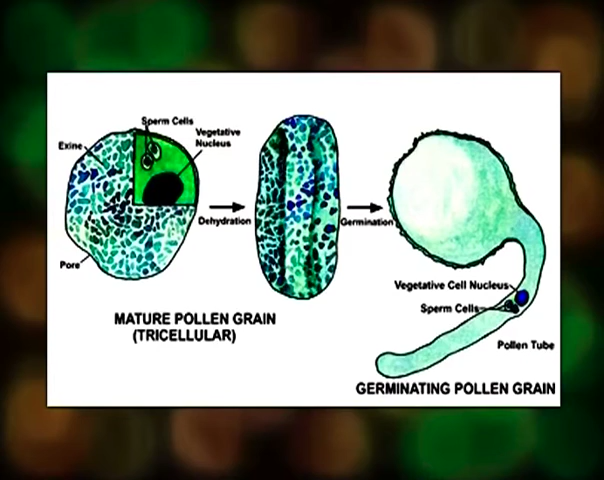 Sperm Cells
Vegetative
Nucleus
Exine
Pore
Dehydration
Germination
MATURE POLLEN GRAIN
(TRICELLULAR)
Vegetative Cell Nucleus
Sperm Cells
Pollen Tube
GERMINATING POLLEN GRAIN